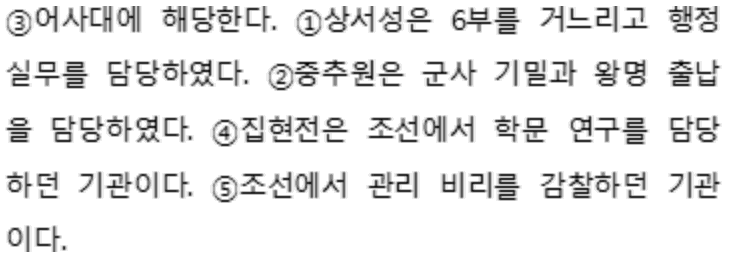 ③어사대에 해당한다. ①상서성은 6부를 거느리고 행정
실무를 담당하였다. ②중추원은 군사 기밀과 왕명 출납
을 담당하였다. ④집현전은 조선에서 학문 연구를 담당
하던 기관이다. ⑤조선에서 관리 비리를 감찰하던 기관
이다.